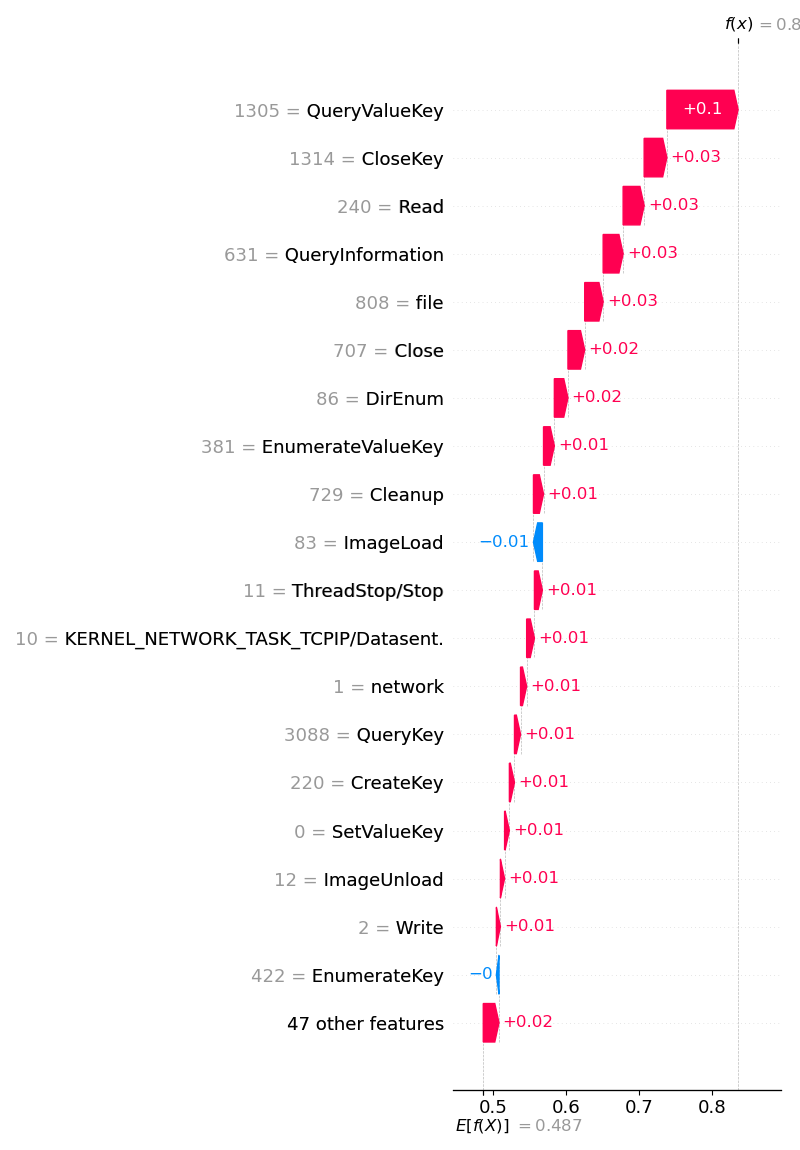 f(x) = 0.8
1305 = QueryValueKey +0.1
1314 = CloseKey +0.03
240 = Read +0.03
631 = QueryInformation +0.03
808 = file +0.03
707 = Close +0.02
86 = DirEnum +0.02
381 = EnumerateValueKey +0.01
729 = Cleanup +0.01
83 = ImageLoad −0.01
11 = ThreadStop/Stop +0.01
10 = KERNEL_NETWORK_TASK_TCPIP/Datasent. +0.01
1 = network +0.01
3088 = QueryKey +0.01
220 = CreateKey +0.01
0 = SetValueKey +0.01
12 = ImageUnload +0.01
2 = Write +0.01
422 = EnumerateKey −0
47 other features +0.02
0.5 0.6 0.7 0.8
E[f(X)] = 0.487